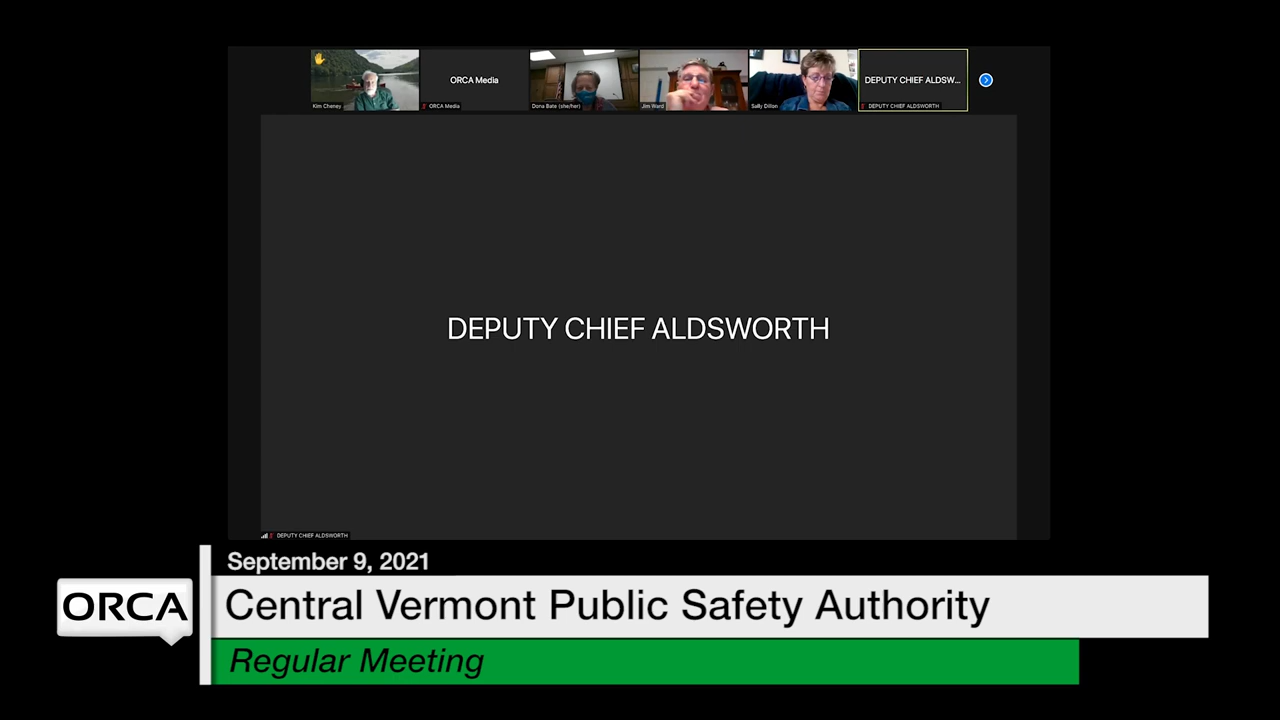 ORCA Media
DEPUTY CHIEF ALDSW...
Kim Cheney
ORCA Media
Dona Bate (she/her)
Jim Ward
Sally Dillon
DEPUTY CHIEF ALDSWORTH
DEPUTY CHIEF ALDSWORTH
DEPUTY CHIEF ALDSWORTH
September 9, 2021
ORCA
Central Vermont Public Safety Authority
Regular Meeting